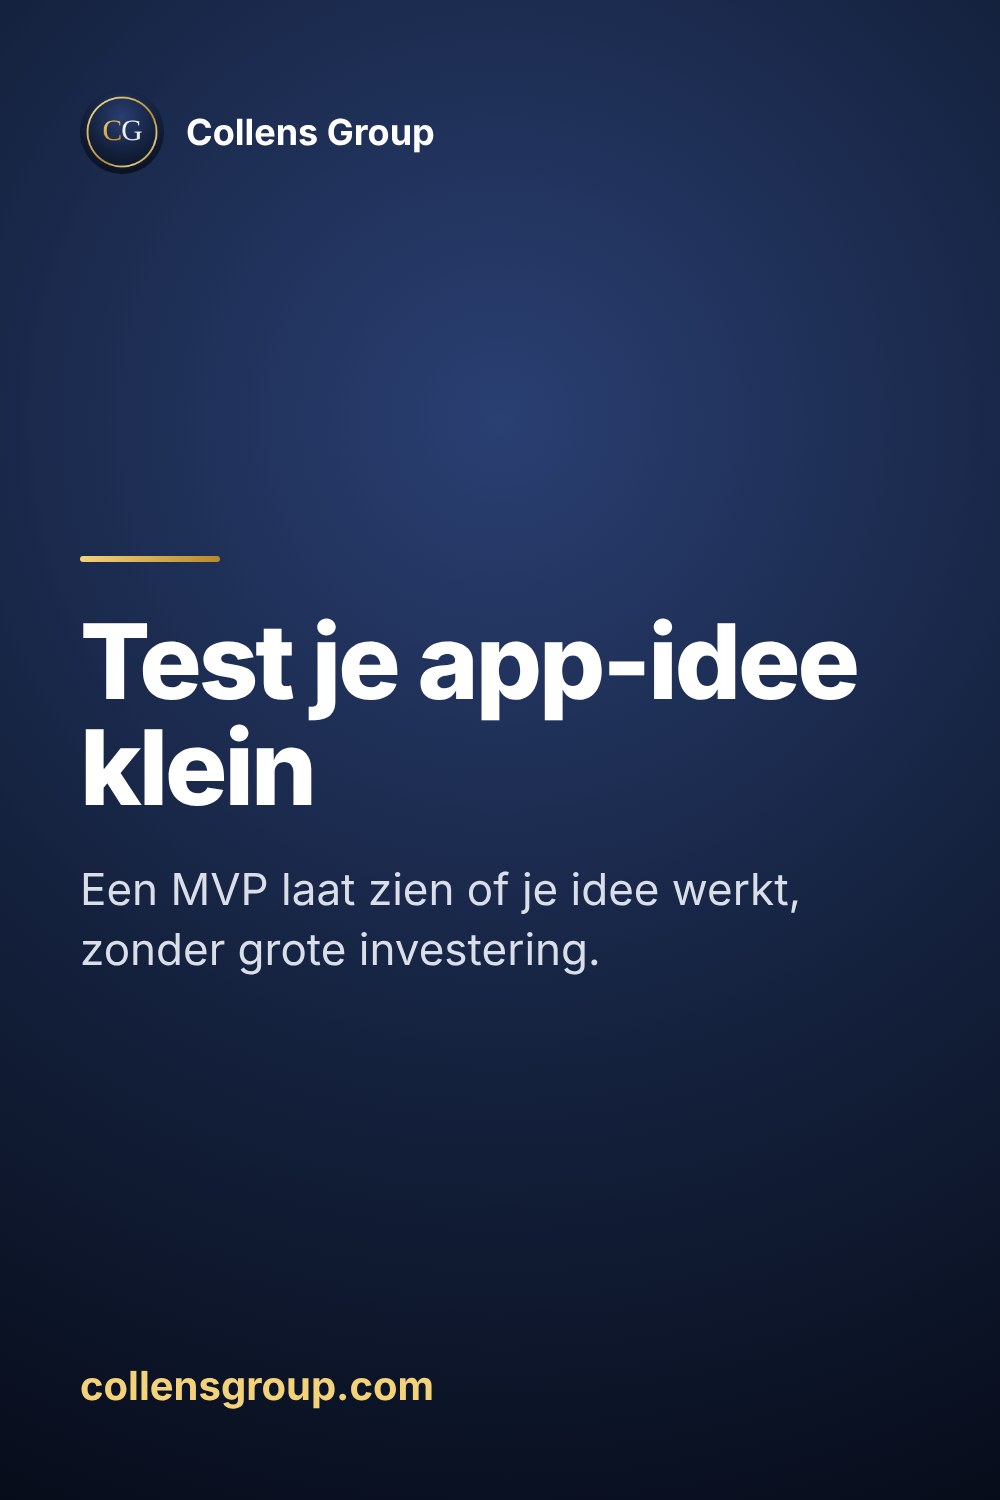 CG
Collens Group
Test je app-idee
klein
Een MVP laat zien of je idee werkt,
zonder grote investering.
collensgroup.com